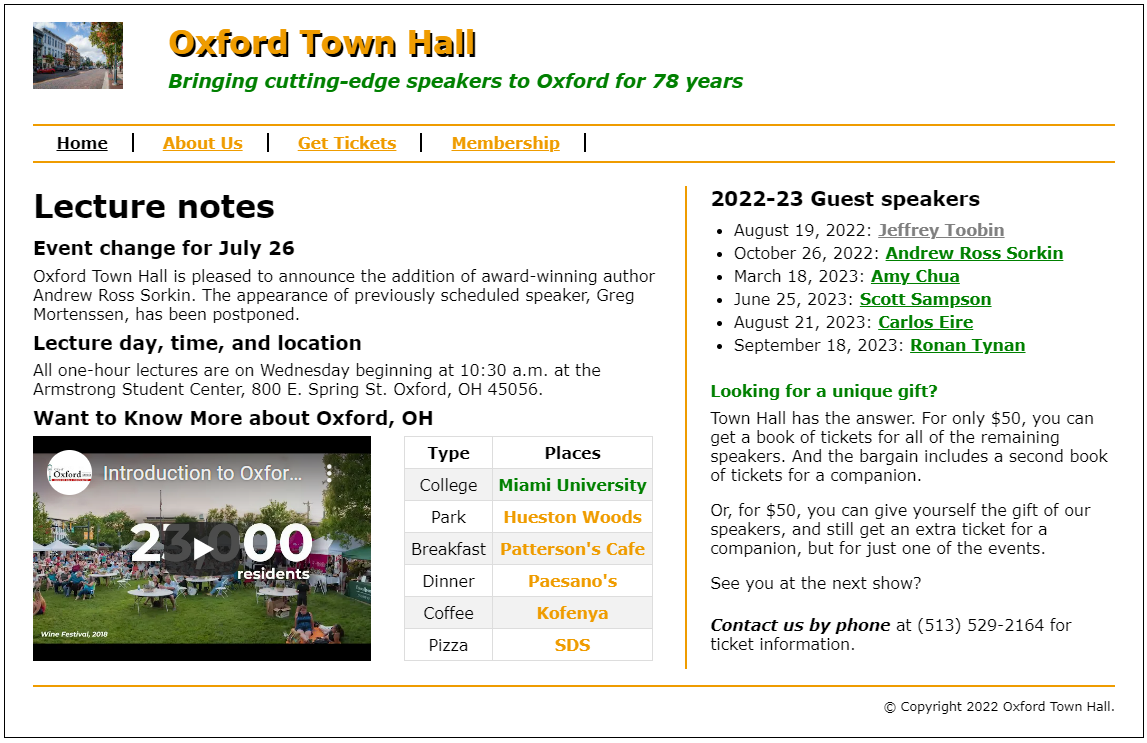 Oxford Town Hall
Bringing cutting-edge speakers to Oxford for 78 years
Home
About Us
Get Tickets
Membership
Lecture notes
Event change for July 26
Oxford Town Hall is pleased to announce the addition of award-winning author
Andrew Ross Sorkin. The appearance of previously scheduled speaker, Greg
Mortenssen, has been postponed.
Lecture day, time, and location
All one-hour lectures are on Wednesday beginning at 10:30 a.m. at the
Armstrong Student Center, 800 E. Spring St. Oxford, OH 45056.
Want to Know More about Oxford, OH
Oxford
Introduction to Oxfor...
residents
Wine Festival, 2018
Type Places
College Miami University
Park Hueston Woods
Breakfast Patterson's Cafe
Dinner Paesano's
Coffee Kofenya
Pizza SDS
2022-23 Guest speakers
August 19, 2022: Jeffrey Toobin
October 26, 2022: Andrew Ross Sorkin
March 18, 2023: Amy Chua
June 25, 2023: Scott Sampson
August 21, 2023: Carlos Eire
September 18, 2023: Ronan Tynan
Looking for a unique gift?
Town Hall has the answer. For only $50, you can
get a book of tickets for all of the remaining
speakers. And the bargain includes a second book
of tickets for a companion.
Or, for $50, you can give yourself the gift of our
speakers, and still get an extra ticket for a
companion, but for just one of the events.
See you at the next show?
Contact us by phone at (513) 529-2164 for
ticket information.
© Copyright 2022 Oxford Town Hall.